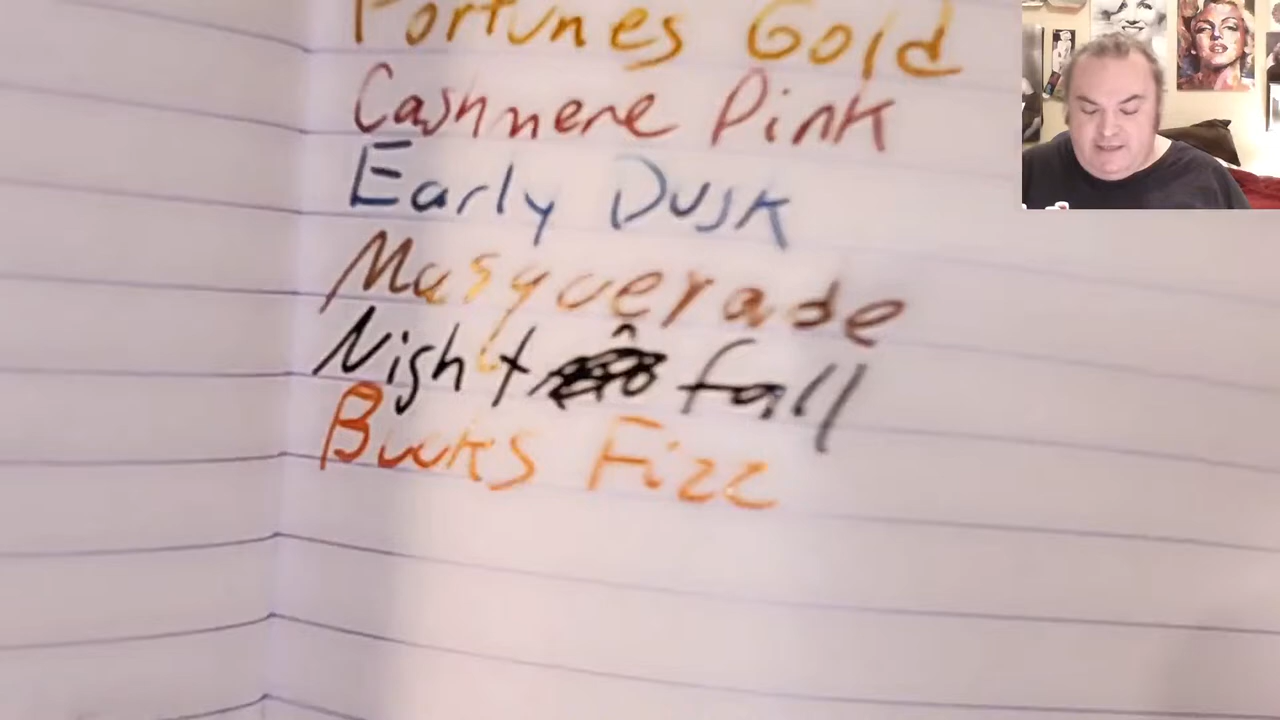 Fortunes Gold
Cashmere Pink
Early Dusk
Masquerade
Night fall
Bucks Fizz